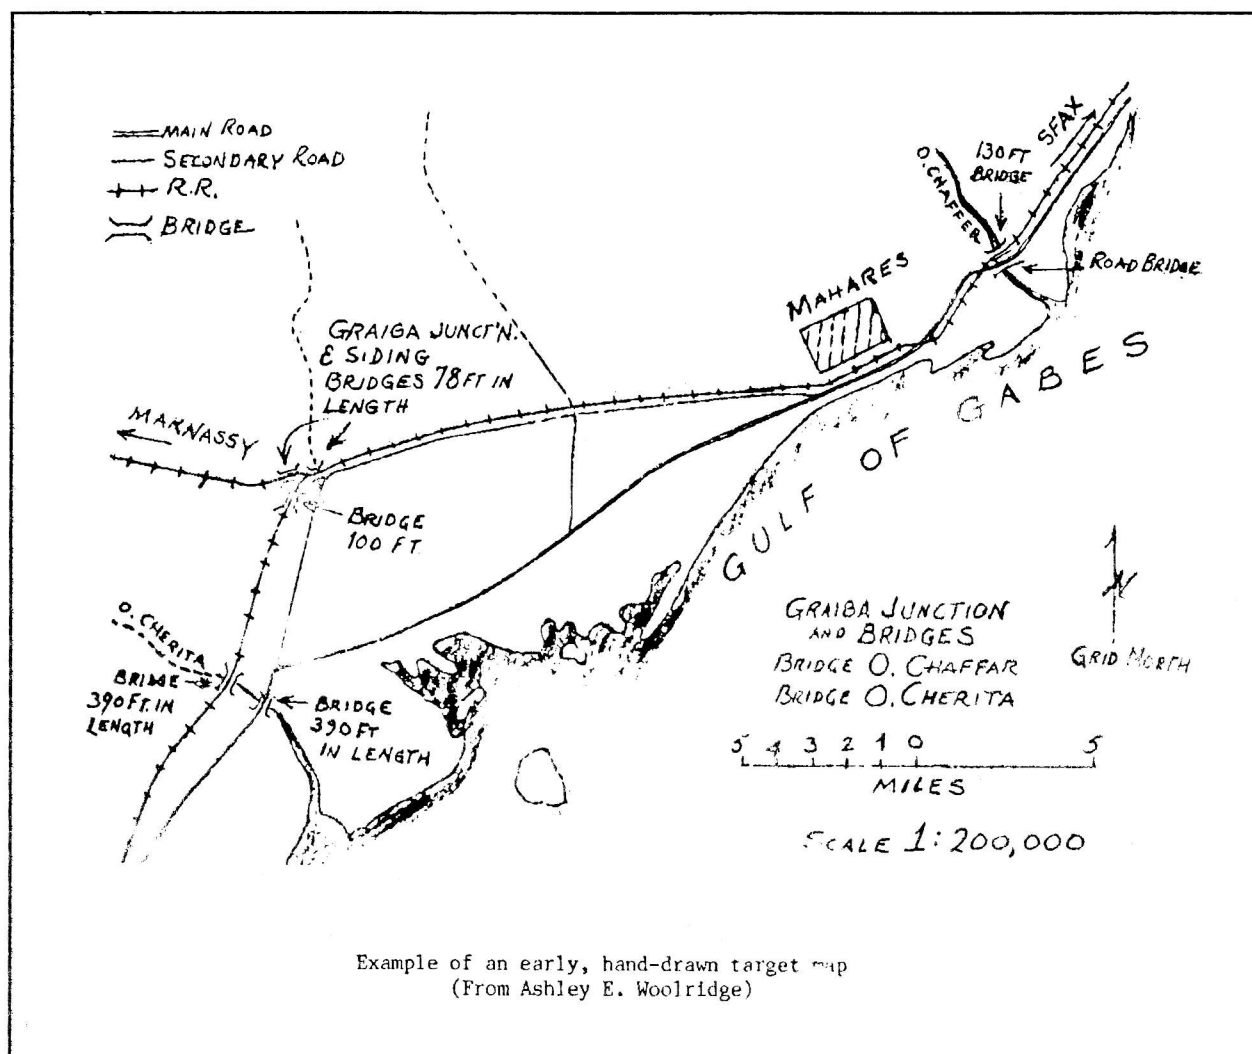 MAIN ROAD
SECONDARY ROAD
R.R.
BRIDGE
SFAX
130 FT
BRIDGE
O. CHAFFER
ROAD BRIDGE
MAHARES
GRAIGA JUNCT'N.
& SIDING
BRIDGES 78 FT IN
LENGTH
MAKNASSY
BRIDGE
100 FT
GULF OF GABES
O. CHERITA
BRIDGE
390 FT. IN
LENGTH
BRIDGE
390 FT
IN LENGTH
N
GRID NORTH
GRAIBA JUNCTION
AND BRIDGES
BRIDGE O. CHAFFAR
BRIDGE O. CHERITA
5 4 3 2 1 0 5
MILES
SCALE 1:200,000
Example of an early, hand-drawn target map
(From Ashley E. Woolridge)